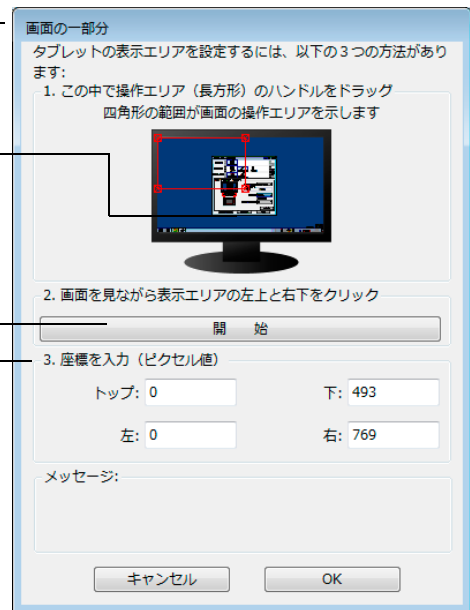 画面の一部分
タブレットの表示エリアを設定するには、以下の３つの方法があり
ます:
1. この中で操作エリア（長方形）のハンドルをドラッグ
四角形の範囲が画面の操作エリアを示します
2. 画面を見ながら表示エリアの左上と右下をクリック
開　始
3. 座標を入力（ピクセル値）
トップ: 0 下: 493
左: 0 右: 769
メッセージ:
キャンセル OK